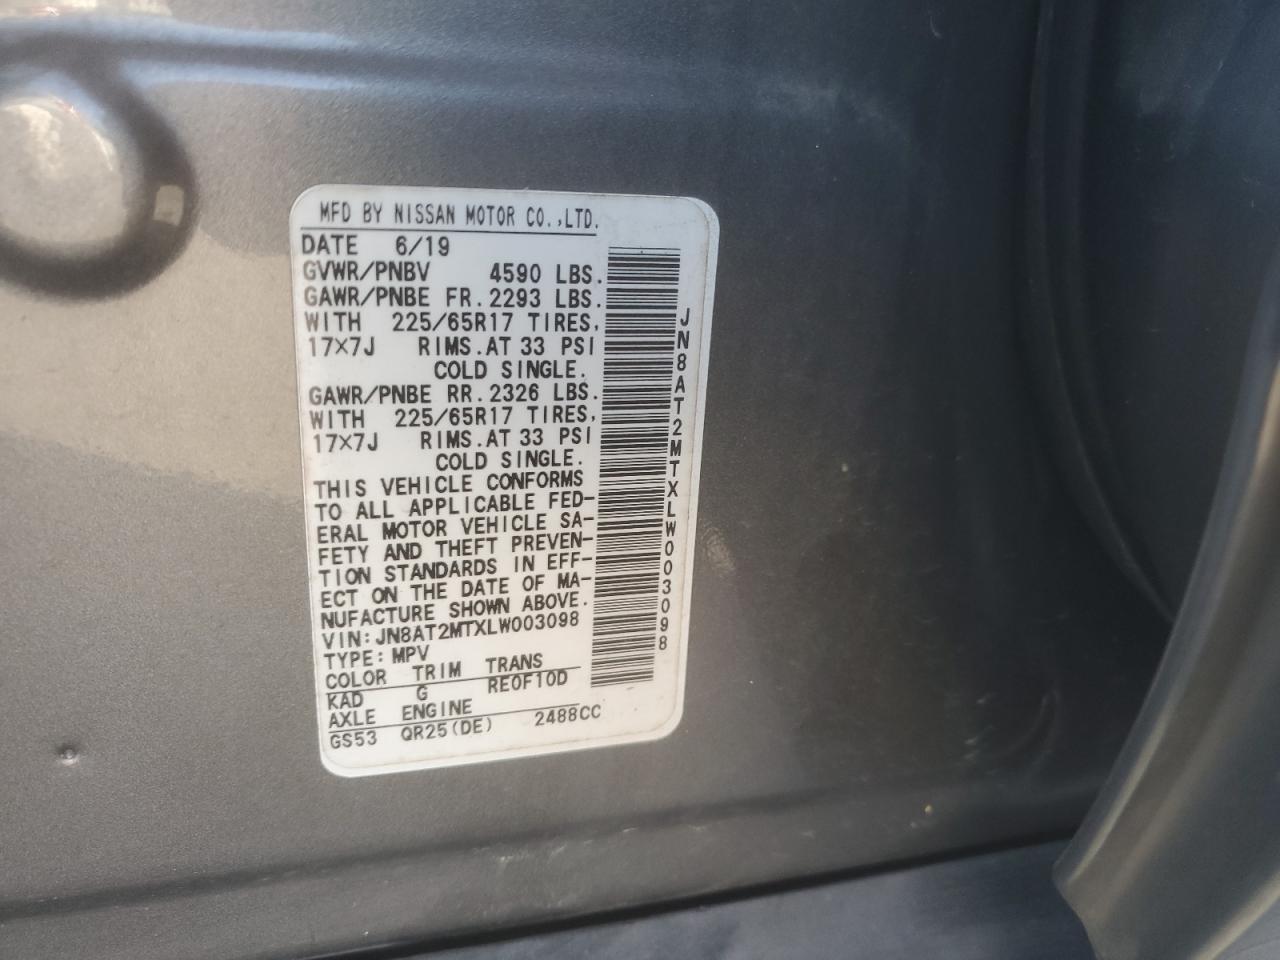 MFD BY NISSAN MOTOR CO.,LTD.
DATE 6/19
GVWR/PNBV 4590 LBS.
GAWR/PNBE FR. 2293 LBS.
WITH 225/65R17 TIRES,
17×7J RIMS.AT 33 PSI
COLD SINGLE.
GAWR/PNBE RR. 2326 LBS.
WITH 225/65R17 TIRES,
17×7J RIMS.AT 33 PSI
COLD SINGLE.
THIS VEHICLE CONFORMS
TO ALL APPLICABLE FED-
ERAL MOTOR VEHICLE SA-
FETY AND THEFT PREVEN-
TION STANDARDS IN EFF-
ECT ON THE DATE OF MA-
NUFACTURE SHOWN ABOVE.
VIN: JN8AT2MTXLW003098
TYPE: MPV
COLOR TRIM TRANS
KAD G RE0F10D
AXLE ENGINE
GS53 QR25(DE) 2488CC
JN8AT2MTXLW003098